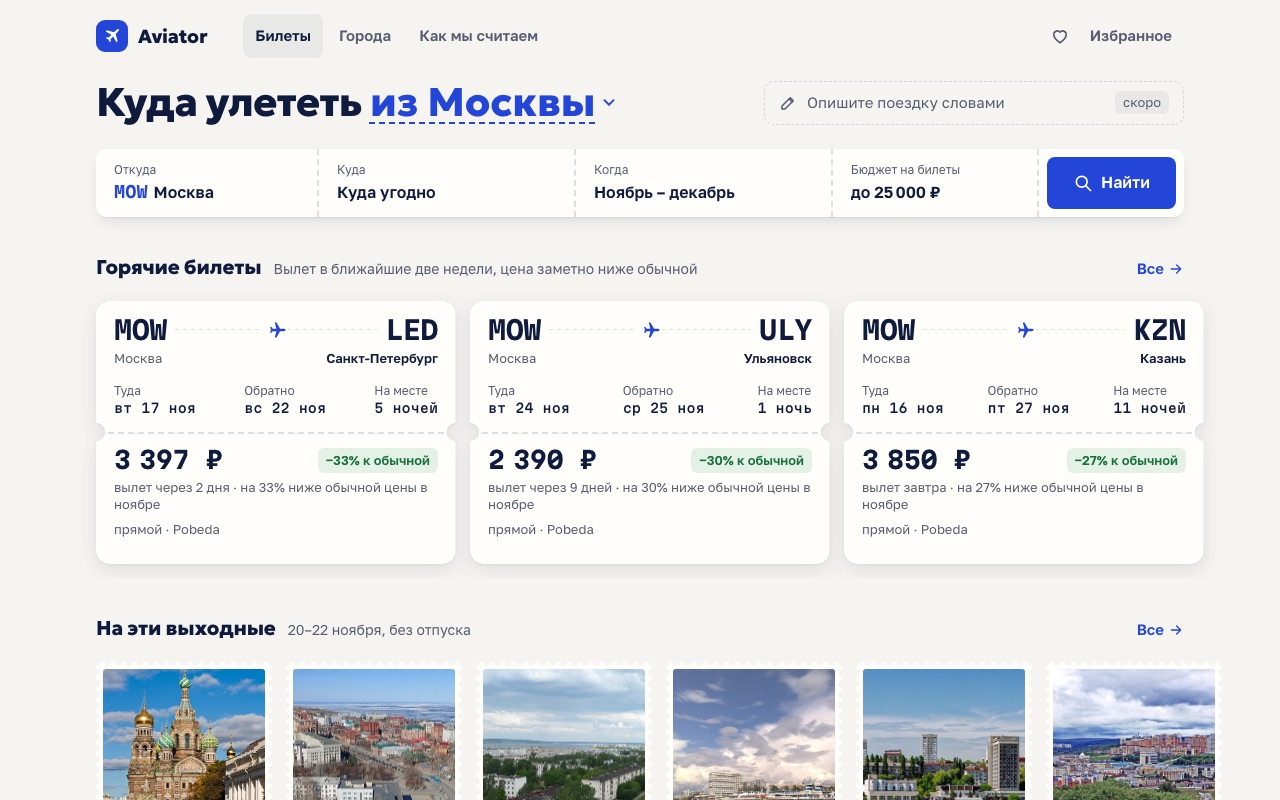 Aviator
Билеты
Города
Как мы считаем
Избранное
Куда улететь из Москвы
Опишите поездку словами
скоро
Откуда
MOW Москва
Куда
Куда угодно
Когда
Ноябрь – декабрь
Бюджет на билеты
до 25 000 ₽
Найти
Горячие билеты
Вылет в ближайшие две недели, цена заметно ниже обычной
Все →
MOW
LED
Москва
Санкт-Петербург
Туда
Обратно
На месте
вт 17 ноя
вс 22 ноя
5 ночей
3 397 ₽
−33% к обычной
вылет через 2 дня · на 33% ниже обычной цены в
ноябре
прямой · Pobeda
MOW
ULY
Москва
Ульяновск
Туда
Обратно
На месте
вт 24 ноя
ср 25 ноя
1 ночь
2 390 ₽
−30% к обычной
вылет через 9 дней · на 30% ниже обычной цены в
ноябре
прямой · Pobeda
MOW
KZN
Москва
Казань
Туда
Обратно
На месте
пн 16 ноя
пт 27 ноя
11 ночей
3 850 ₽
−27% к обычной
вылет завтра · на 27% ниже обычной цены в
ноябре
прямой · Pobeda
На эти выходные
20–22 ноября, без отпуска
Все →